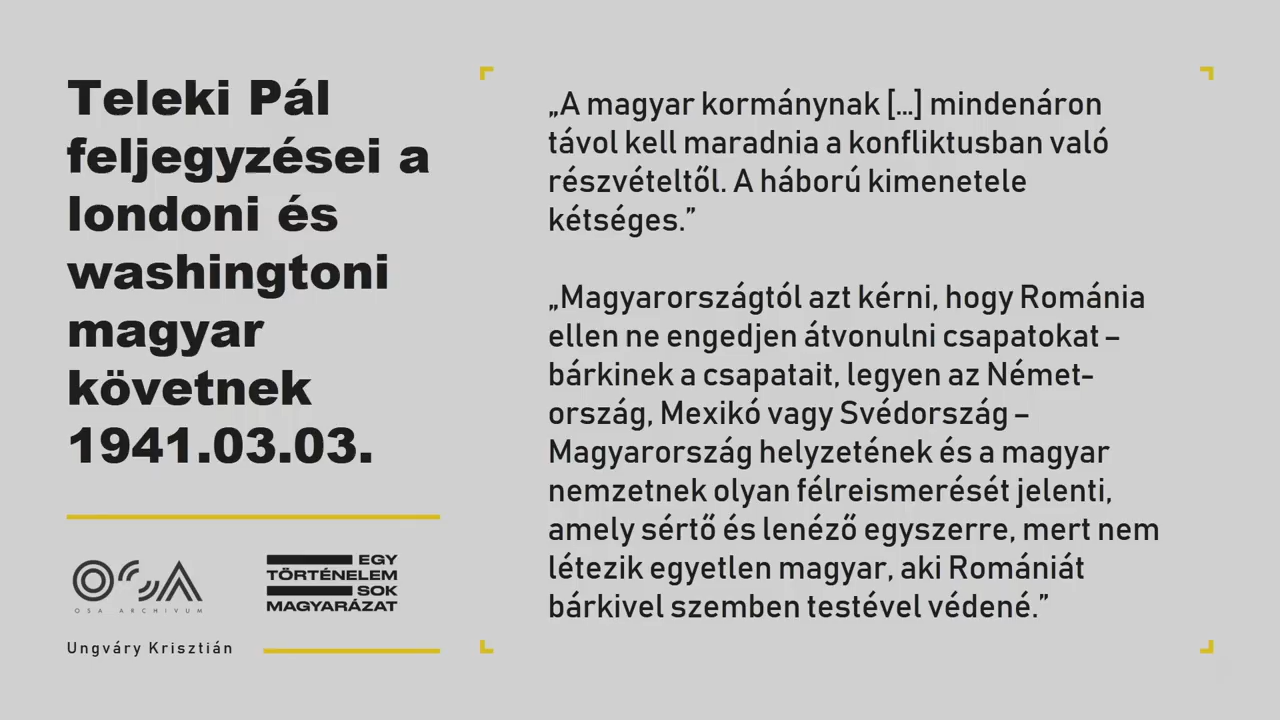 Teleki Pál
feljegyzései a
londoni és
washingtoni
magyar
követnek
1941.03.03.
OSA ARCHIVUM
EGY
TÖRTÉNELEM
SOK
MAGYARÁZAT
Ungváry Krisztián
„A magyar kormánynak [...] mindenáron
távol kell maradnia a konfliktusban való
részvételtől. A háború kimenetele
kétséges.”
„Magyarországtól azt kérni, hogy Románia
ellen ne engedjen átvonulni csapatokat –
bárkinek a csapatait, legyen az Német-
ország, Mexikó vagy Svédország –
Magyarország helyzetének és a magyar
nemzetnek olyan félreismerését jelenti,
amely sértő és lenéző egyszerre, mert nem
létezik egyetlen magyar, aki Romániát
bárkivel szemben testével védené.”